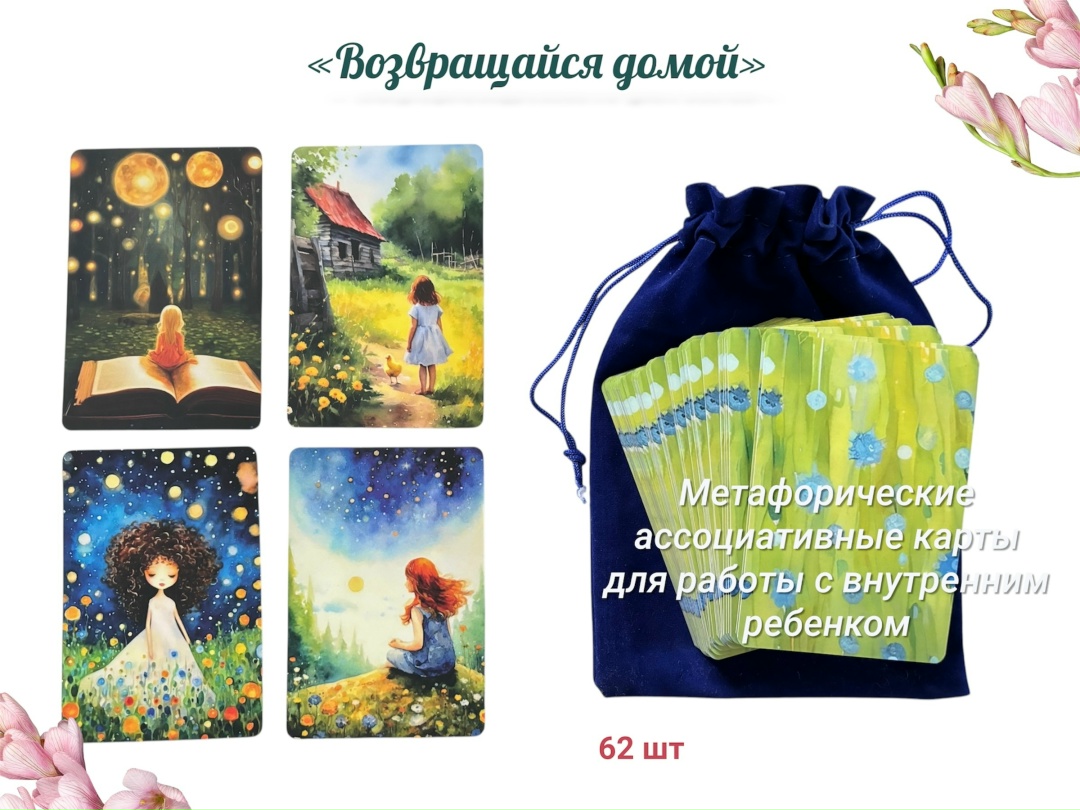 «Возвращайся домой»
Метафорические
ассоциативные карты
для работы с внутренним
ребенком
62 шт